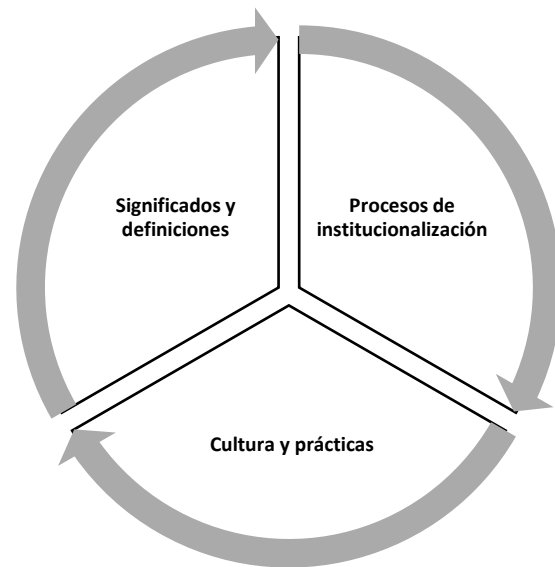 Significados y
definiciones
Procesos de
institucionalización
Cultura y prácticas